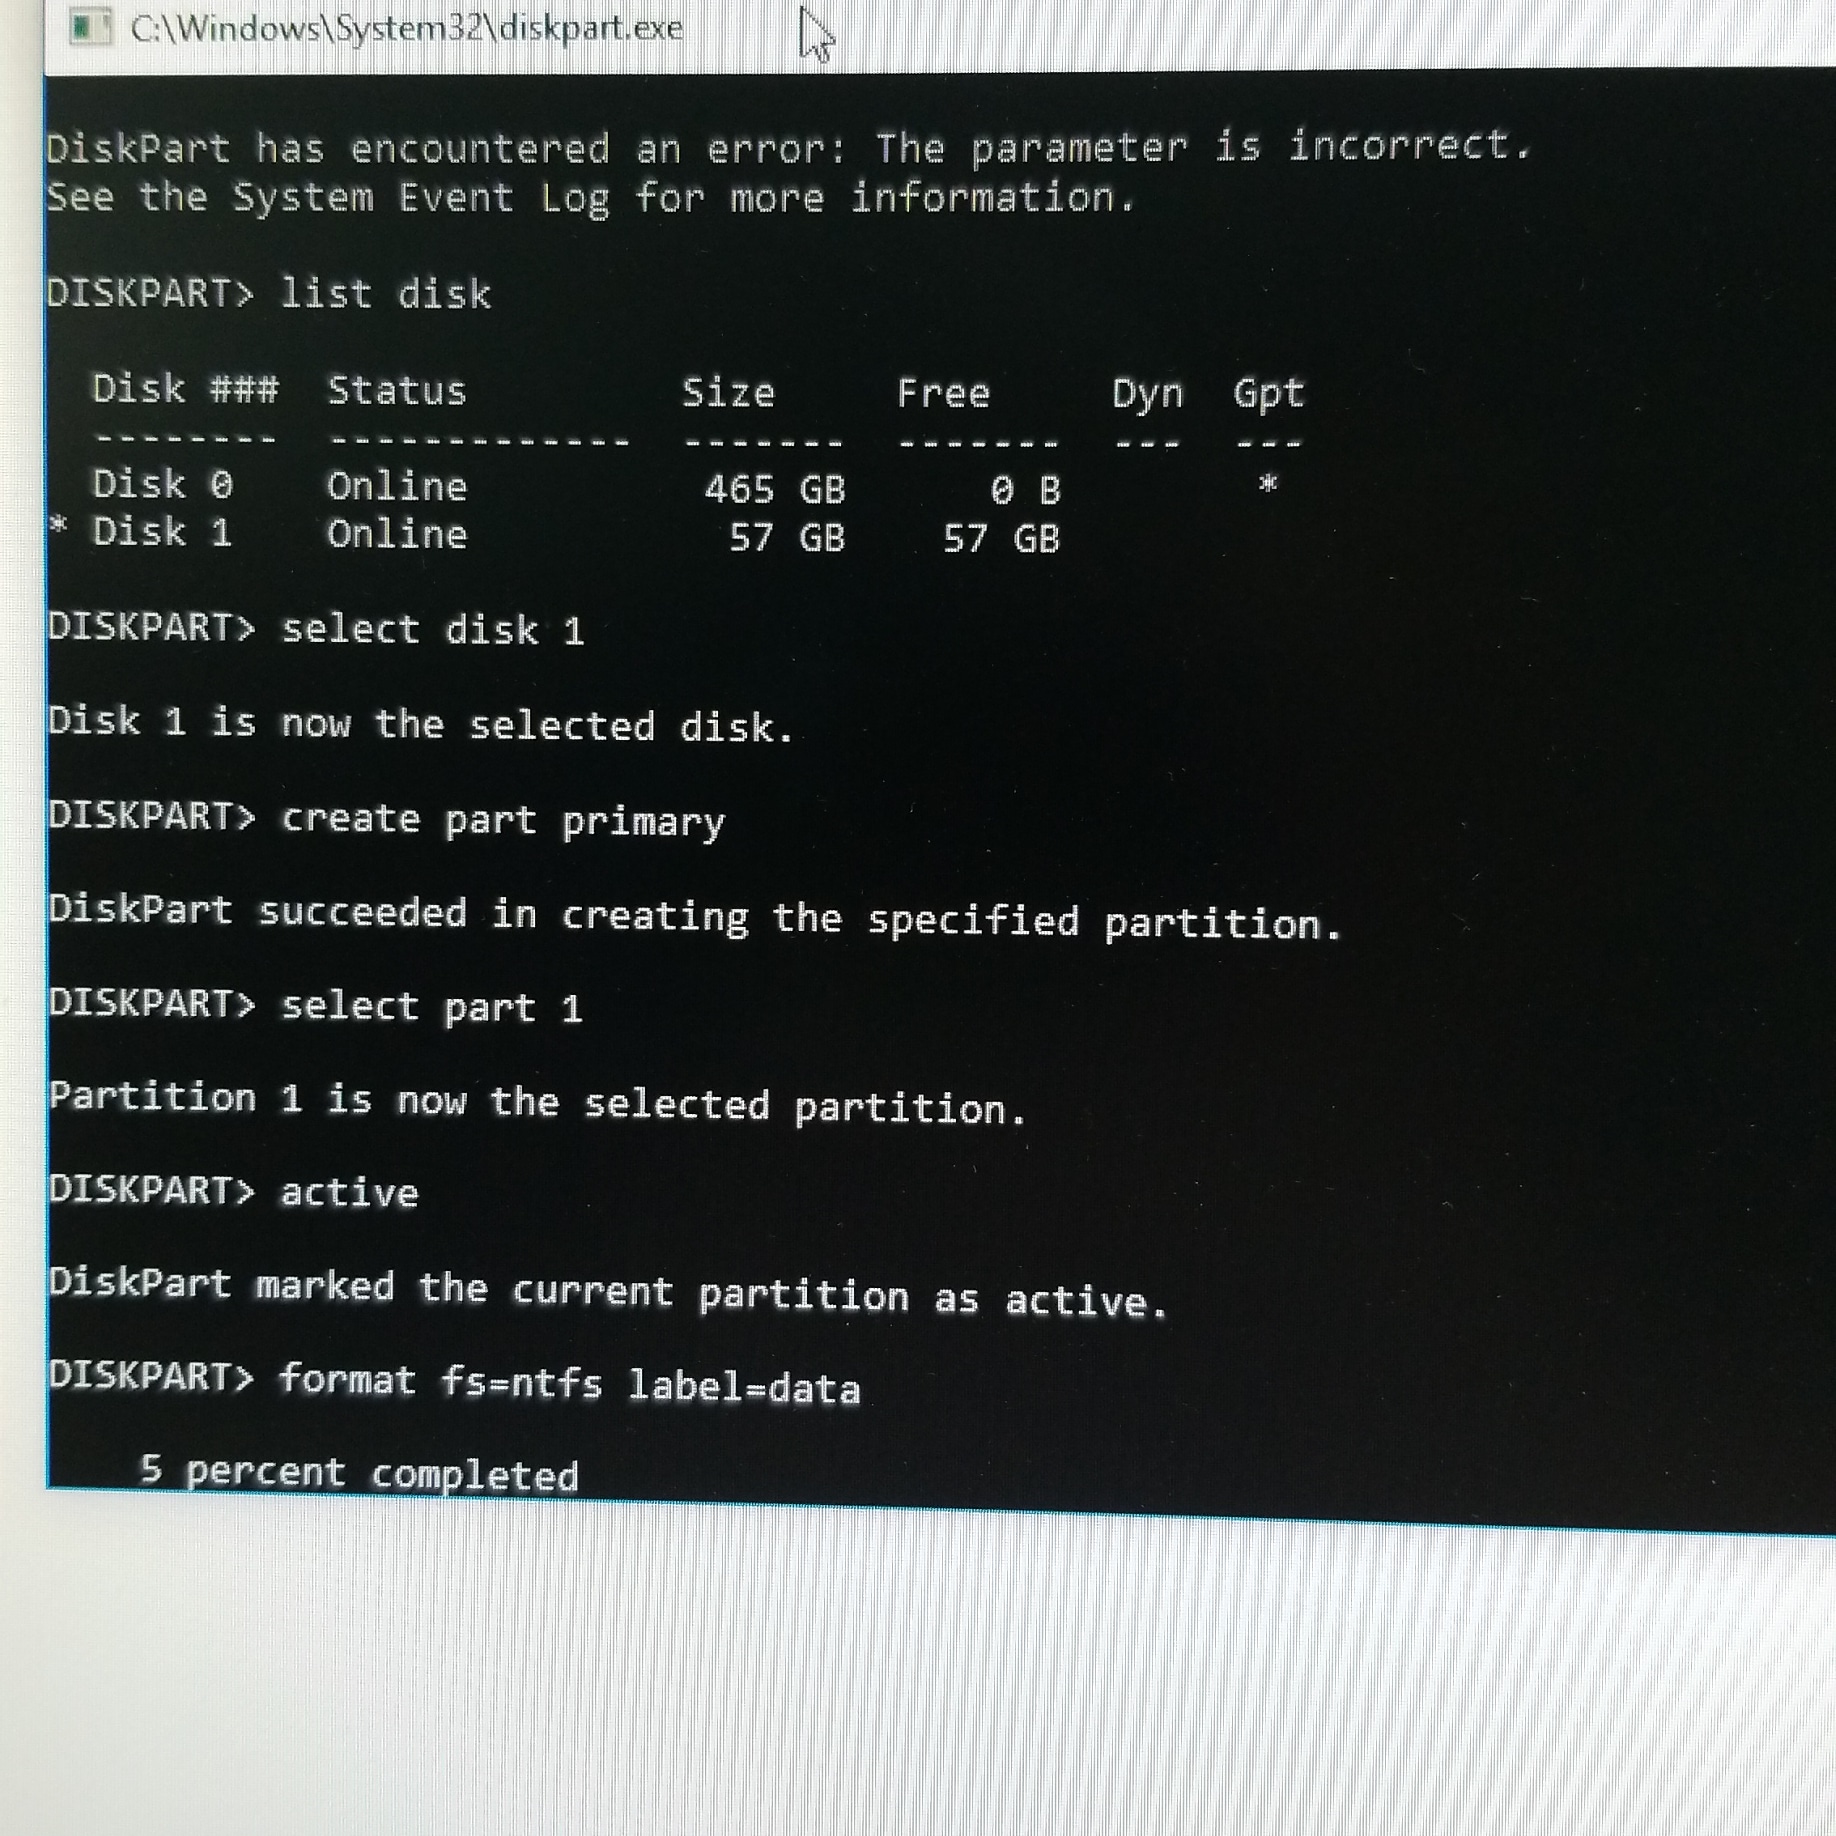 C:\Windows\System32\diskpart.exe
DiskPart has encountered an error: The parameter is incorrect.
See the System Event Log for more information.
DISKPART> list disk
Disk ### Status Size Free Dyn Gpt
-------- ------------- ------- ------- --- ---
Disk 0 Online 465 GB 0 B *
* Disk 1 Online 57 GB 57 GB
DISKPART> select disk 1
Disk 1 is now the selected disk.
DISKPART> create part primary
DiskPart succeeded in creating the specified partition.
DISKPART> select part 1
Partition 1 is now the selected partition.
DISKPART> active
DiskPart marked the current partition as active.
DISKPART> format fs=ntfs label=data
5 percent completed